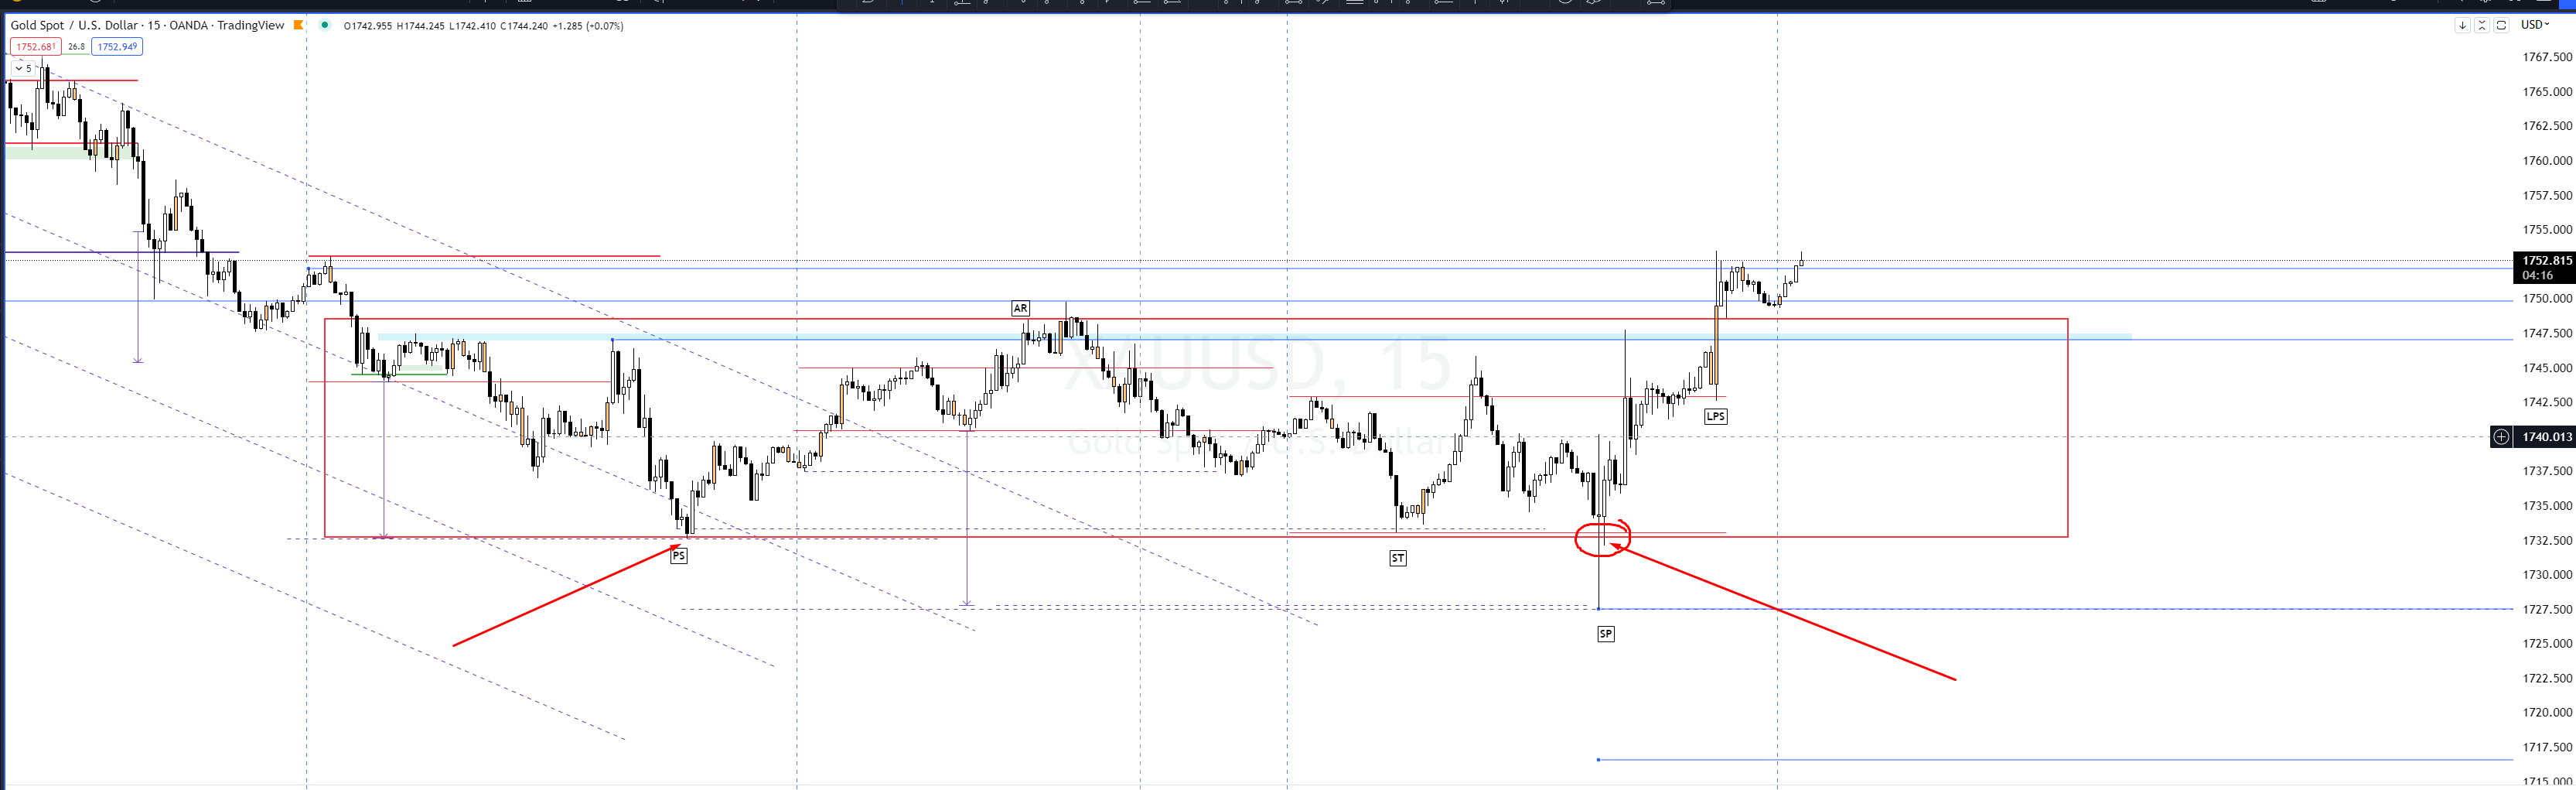 Gold Spot / U.S. Dollar · 15 · OANDA · TradingView O1742.955 H1744.245 L1742.410 C1744.240 +1.285 (+0.07%)
USD
1752.681 26.8 1752.949
5
1767.500
1765.000
1762.500
1760.000
1757.500
1755.000
1752.815
04:16
1750.000
1747.500
1745.000
1742.500
1740.013
1737.500
1735.000
1732.500
1730.000
1727.500
1725.000
1722.500
1720.000
1717.500
1715.000
AR
XAUUSD, 15
Gold Spot / U.S. Dollar
LPS
PS
ST
SP